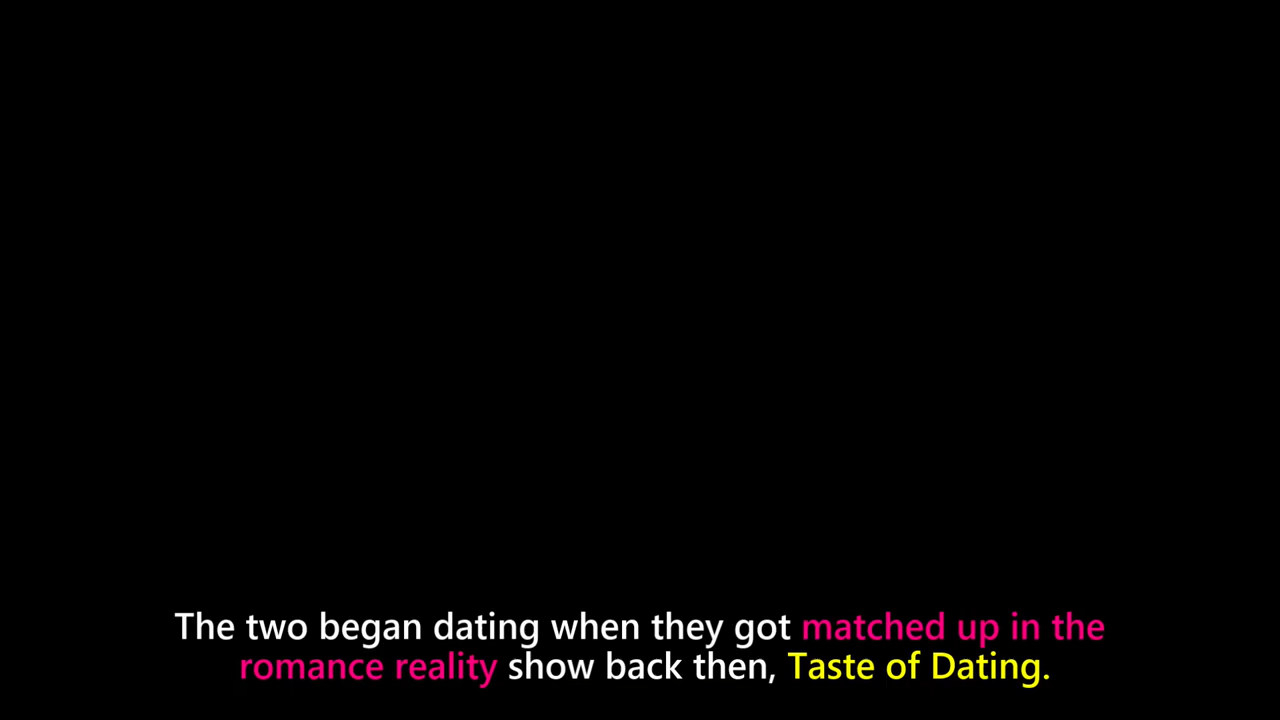 The two began dating when they got matched up in the
romance reality show back then, Taste of Dating.